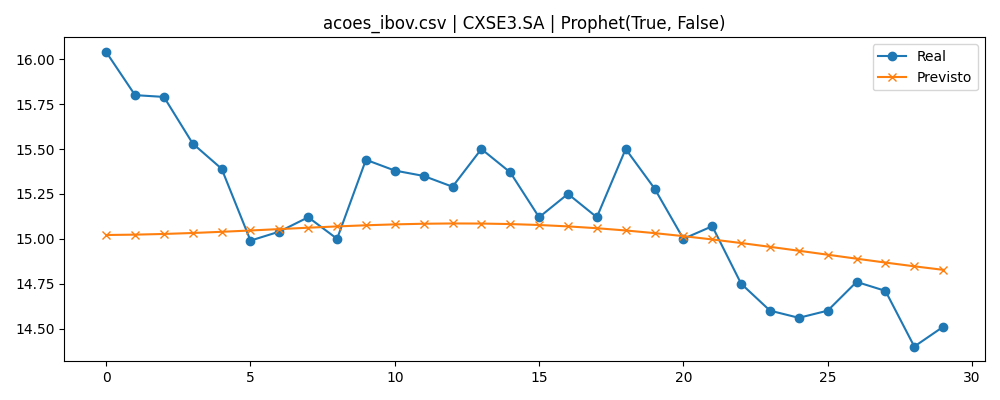 acoes_ibov.csv | CXSE3.SA | Prophet(True, False)
Real
Previsto
16.00
15.75
15.50
15.25
15.00
14.75
14.50
0 5 10 15 20 25 30